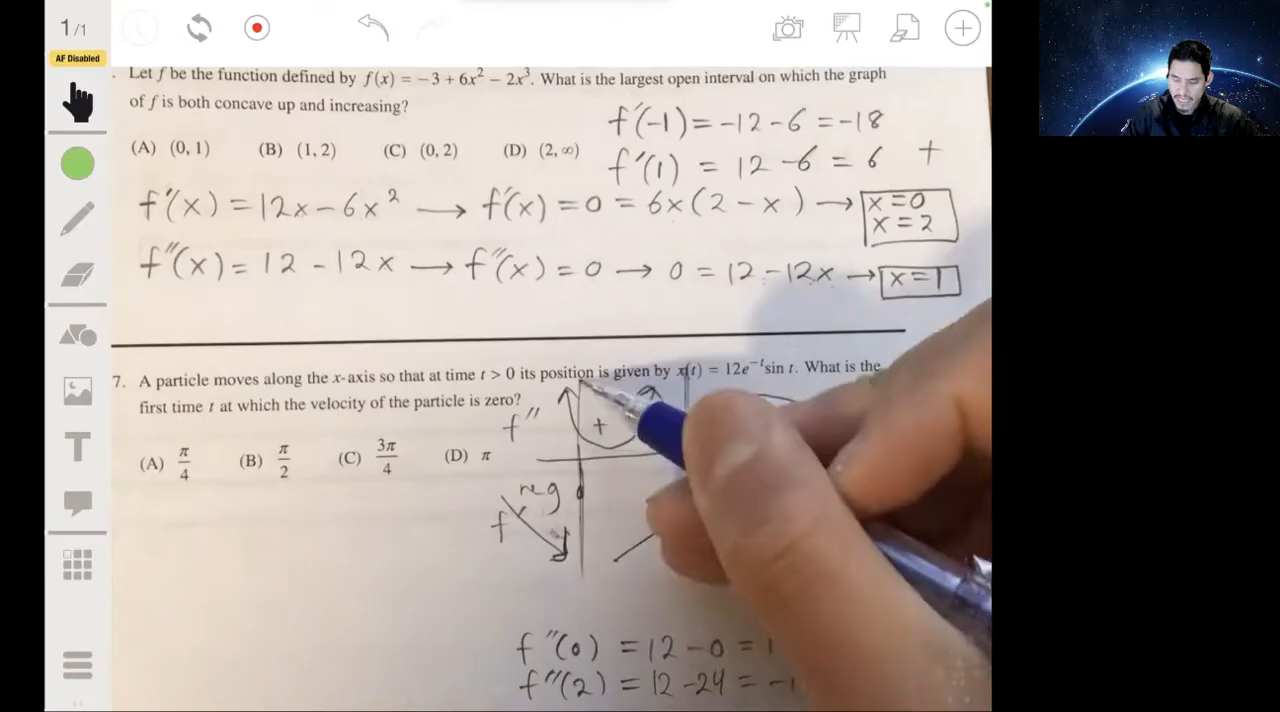 1/1
AF Disabled
. Let f be the function defined by f(x) = −3 + 6x² − 2x³. What is the largest open interval on which the graph
of f is both concave up and increasing?
(A) (0, 1) (B) (1, 2) (C) (0, 2) (D) (2, ∞)
f'(-1) = -12 - 6 = -18
f'(1) = 12 - 6 = 6 +
f'(x) = 12x - 6x² → f'(x) = 0 = 6x(2 - x) → x = 0
x = 2
f''(x) = 12 - 12x → f''(x) = 0 → 0 = 12 - 12x → x = 1
7. A particle moves along the x-axis so that at time t > 0 its position is given by x(t) = 12e⁻ᵗ sin t. What is the
first time t at which the velocity of the particle is zero?
(A) π/4 (B) π/2 (C) 3π/4 (D) π
f'' +
neg
f'
f''(0) = 12 - 0 = 1
f''(2) = 12 - 24 = -1
T